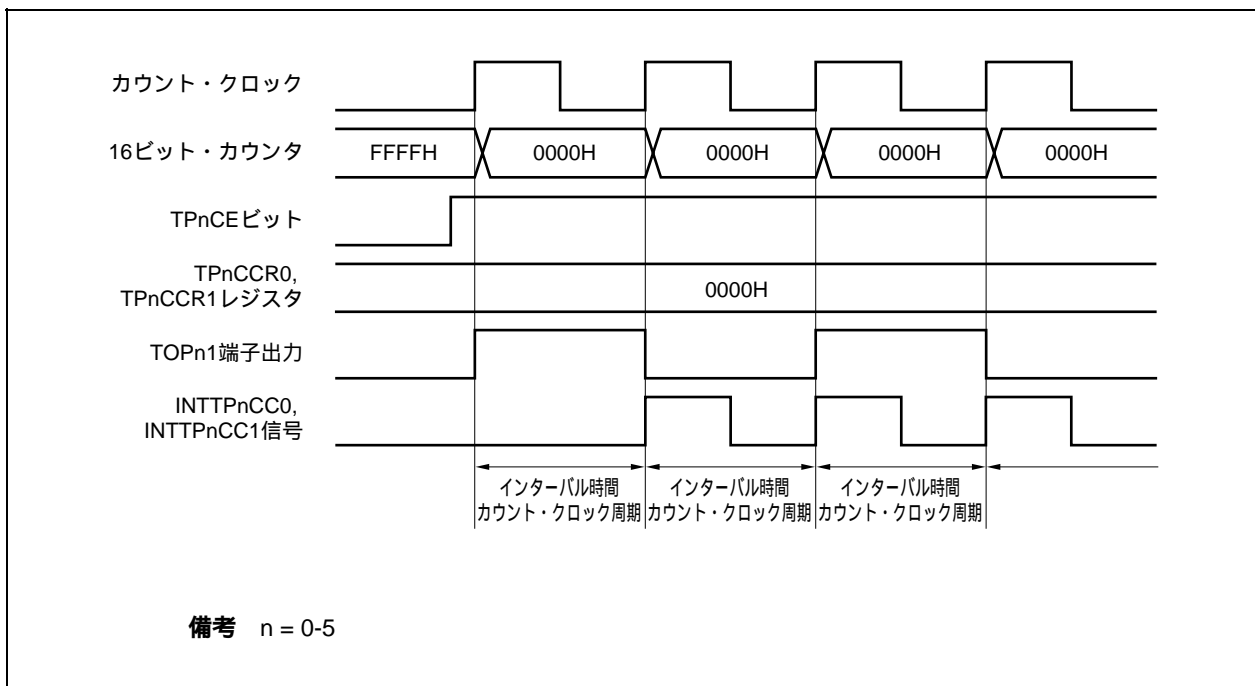 カウント・クロック
16ビット・カウンタ
FFFFH
0000H
0000H
0000H
0000H
TPnCEビット
TPnCCR0,
TPnCCR1レジスタ
0000H
TOPn1端子出力
INTTPnCC0,
INTTPnCC1信号
インターバル時間
カウント・クロック周期
インターバル時間
カウント・クロック周期
インターバル時間
カウント・クロック周期
備考 n = 0-5